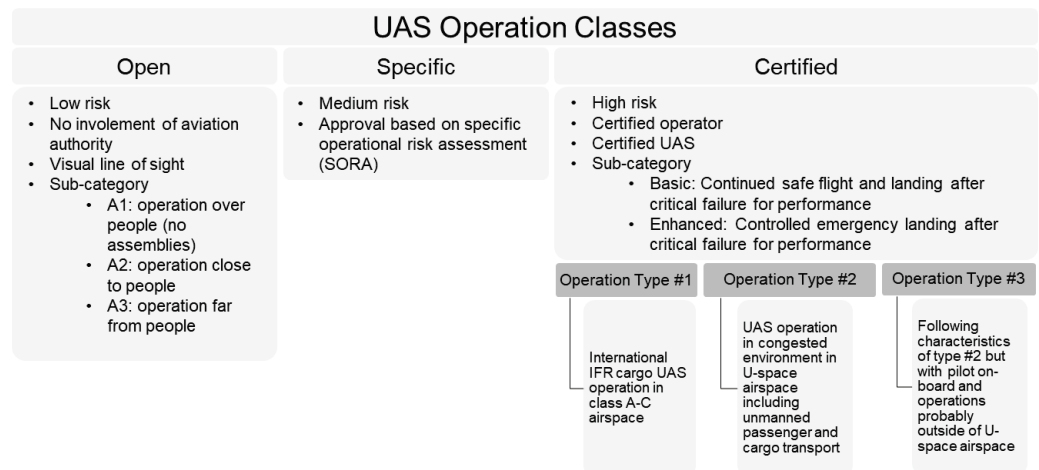 UAS Operation Classes
Open
Low risk
No involement of aviation
authority
Visual line of sight
Sub-category
A1: operation over
people (no
assemblies)
A2: operation close
to people
A3: operation far
from people
Specific
Medium risk
Approval based on specific
operational risk assessment
(SORA)
Certified
High risk
Certified operator
Certified UAS
Sub-category
Basic: Continued safe flight and landing after
critical failure for performance
Enhanced: Controlled emergency landing after
critical failure for performance
Operation Type #1
International
IFR cargo UAS
operation in
class A-C
airspace
Operation Type #2
UAS operation
in congested
environment in
U-space
airspace
including
unmanned
passenger and
cargo transport
Operation Type #3
Following
characteristics
of type #2 but
with pilot on-
board and
operations
probably
outside of U-
space airspace